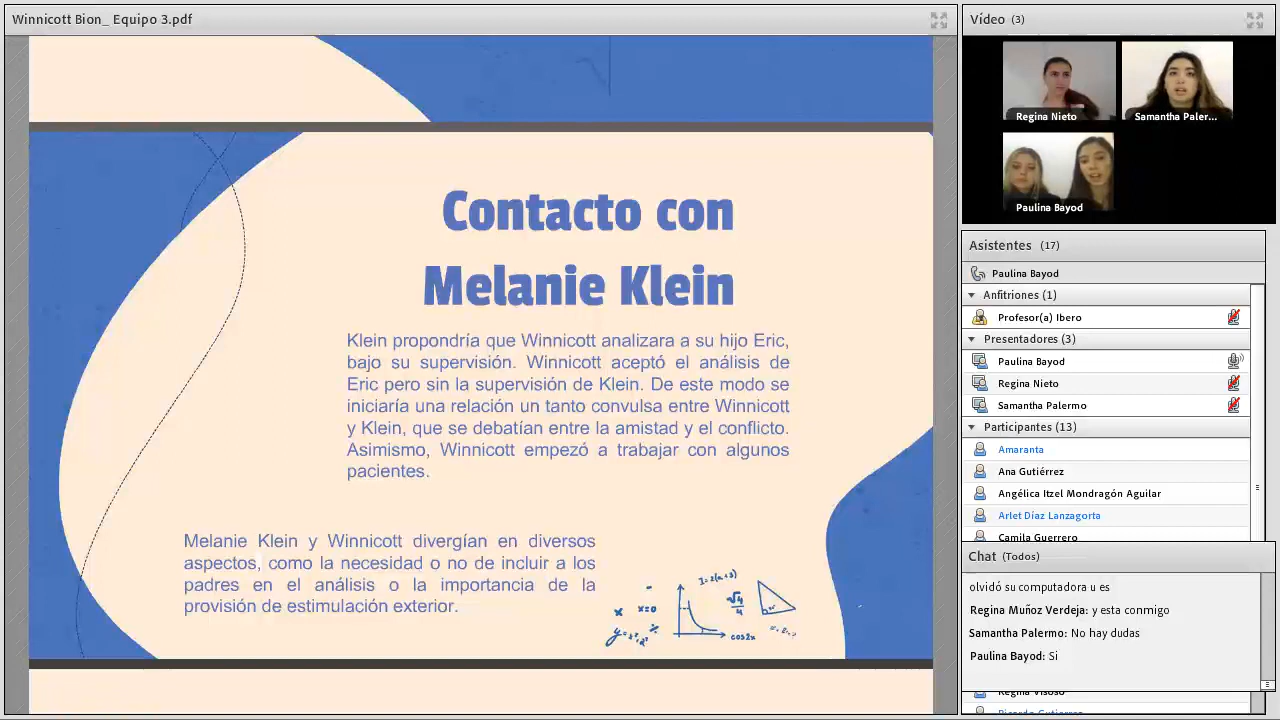 Winnicott Bion_ Equipo 3.pdf
Contacto con
Melanie Klein
Klein propondría que Winnicott analizara a su hijo Eric,
bajo su supervisión. Winnicott aceptó el análisis de
Eric pero sin la supervisión de Klein. De este modo se
iniciaría una relación un tanto convulsa entre Winnicott
y Klein, que se debatían entre la amistad y el conflicto.
Asimismo, Winnicott empezó a trabajar con algunos
pacientes.
Melanie Klein y Winnicott divergían en diversos
aspectos, como la necesidad o no de incluir a los
padres en el análisis o la importancia de la
provisión de estimulación exterior.
x=0
cos2x
Vídeo (3)
Regina Nieto
Samantha Paler...
Paulina Bayod
Asistentes (17)
Paulina Bayod
Anfitriones (1)
Profesor(a) Ibero
Presentadores (3)
Paulina Bayod
Regina Nieto
Samantha Palermo
Participantes (13)
Amaranta
Ana Gutiérrez
Angélica Itzel Mondragón Aguilar
Arlet Díaz Lanzagorta
Camila Guerrero
Chat (Todos)
olvidó su computadora u es
Regina Muñoz Verdeja: y esta conmigo
Samantha Palermo: No hay dudas
Paulina Bayod: Si
Regina Visoso
Ricardo Gutierrez